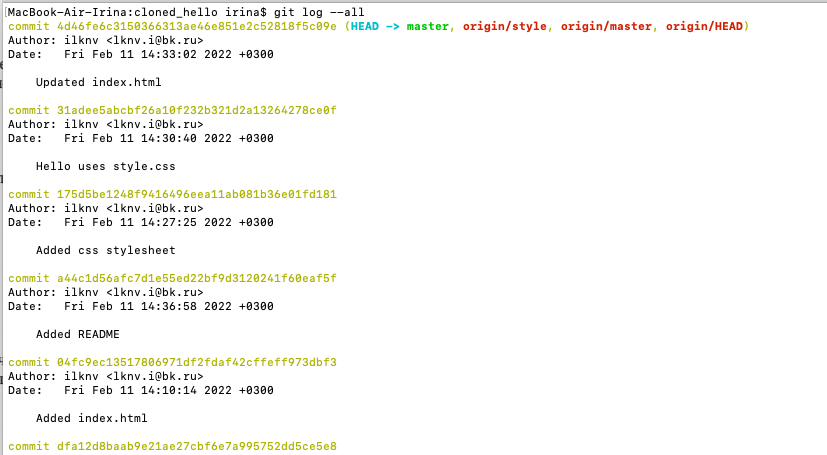 [MacBook-Air-Irina:cloned_hello irina$ git log --all
commit 4d46fe6c3150366313ae46e851e2c52818f5c09e (HEAD -> master, origin/style, origin/master, origin/HEAD)
Author: ilknv <lknv.i@bk.ru>
Date:   Fri Feb 11 14:33:02 2022 +0300
    Updated index.html
commit 31adee5abcbf26a10f232b321d2a13264278ce0f
Author: ilknv <lknv.i@bk.ru>
Date:   Fri Feb 11 14:30:40 2022 +0300
    Hello uses style.css
commit 175d5be1248f9416496eea11ab081b36e01fd181
Author: ilknv <lknv.i@bk.ru>
Date:   Fri Feb 11 14:27:25 2022 +0300
    Added css stylesheet
commit a44c1d56afc7d1e55ed22bf9d3120241f60eaf5f
Author: ilknv <lknv.i@bk.ru>
Date:   Fri Feb 11 14:36:58 2022 +0300
    Added README
commit 04fc9ec13517806971df2fdaf42cffeff973dbf3
Author: ilknv <lknv.i@bk.ru>
Date:   Fri Feb 11 14:10:14 2022 +0300
    Added index.html
commit dfa12d8baab9e21ae27cbf6e7a995752dd5ce5e8